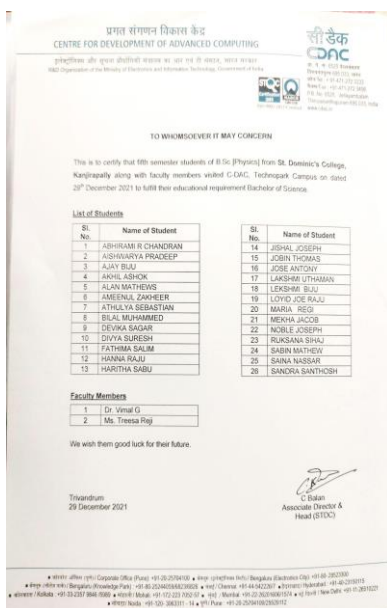 प्रगत संगणन विकास केंद्र
CENTRE FOR DEVELOPMENT OF ADVANCED COMPUTING
सी डैक
CDAC
TO WHOMSOEVER IT MAY CONCERN
This is to certify that fifth semester students of B.Sc [Physics] from St. Dominic's College,
Kanjirapally along with faculty members visited C-DAC, Technopark Campus on dated
28th December 2021 to fulfill their educational requirement Bachelor of Science.
List of Students
Sl. No. Name of Student
1 ABHIRAMI R CHANDRAN
2 AISHWARYA PRADEEP
3 AJAY BIJU
4 AKHIL ASHOK
5 ALAN MATHEWS
6 AMEENUL ZAKHEER
7 ATHULYA SEBASTIAN
8 BILAL MUHAMMED
9 DEVIKA SAGAR
10 DIVYA SURESH
11 FATHIMA SALIM
12 HANNA RAJU
13 HARITHA SABU
Sl. No. Name of Student
14 JISHAL JOSEPH
15 JOBIN THOMAS
16 JOSE ANTONY
17 LAKSHMI UTHAMAN
18 LEKSHMI BIJU
19 LOYID JOE RAJU
20 MARIA REGI
21 MEKHA JACOB
22 NOBLE JOSEPH
23 RUKSANA SIHAJ
24 SABIN MATHEW
25 SAINA NASSAR
26 SANDRA SANTHOSH
Faculty Members
1 Dr. Vimal G
2 Ms. Treesa Reji
We wish them good luck for their future.
Trivandrum
29 December 2021
C Balan
Associate Director &
Head (STDC)